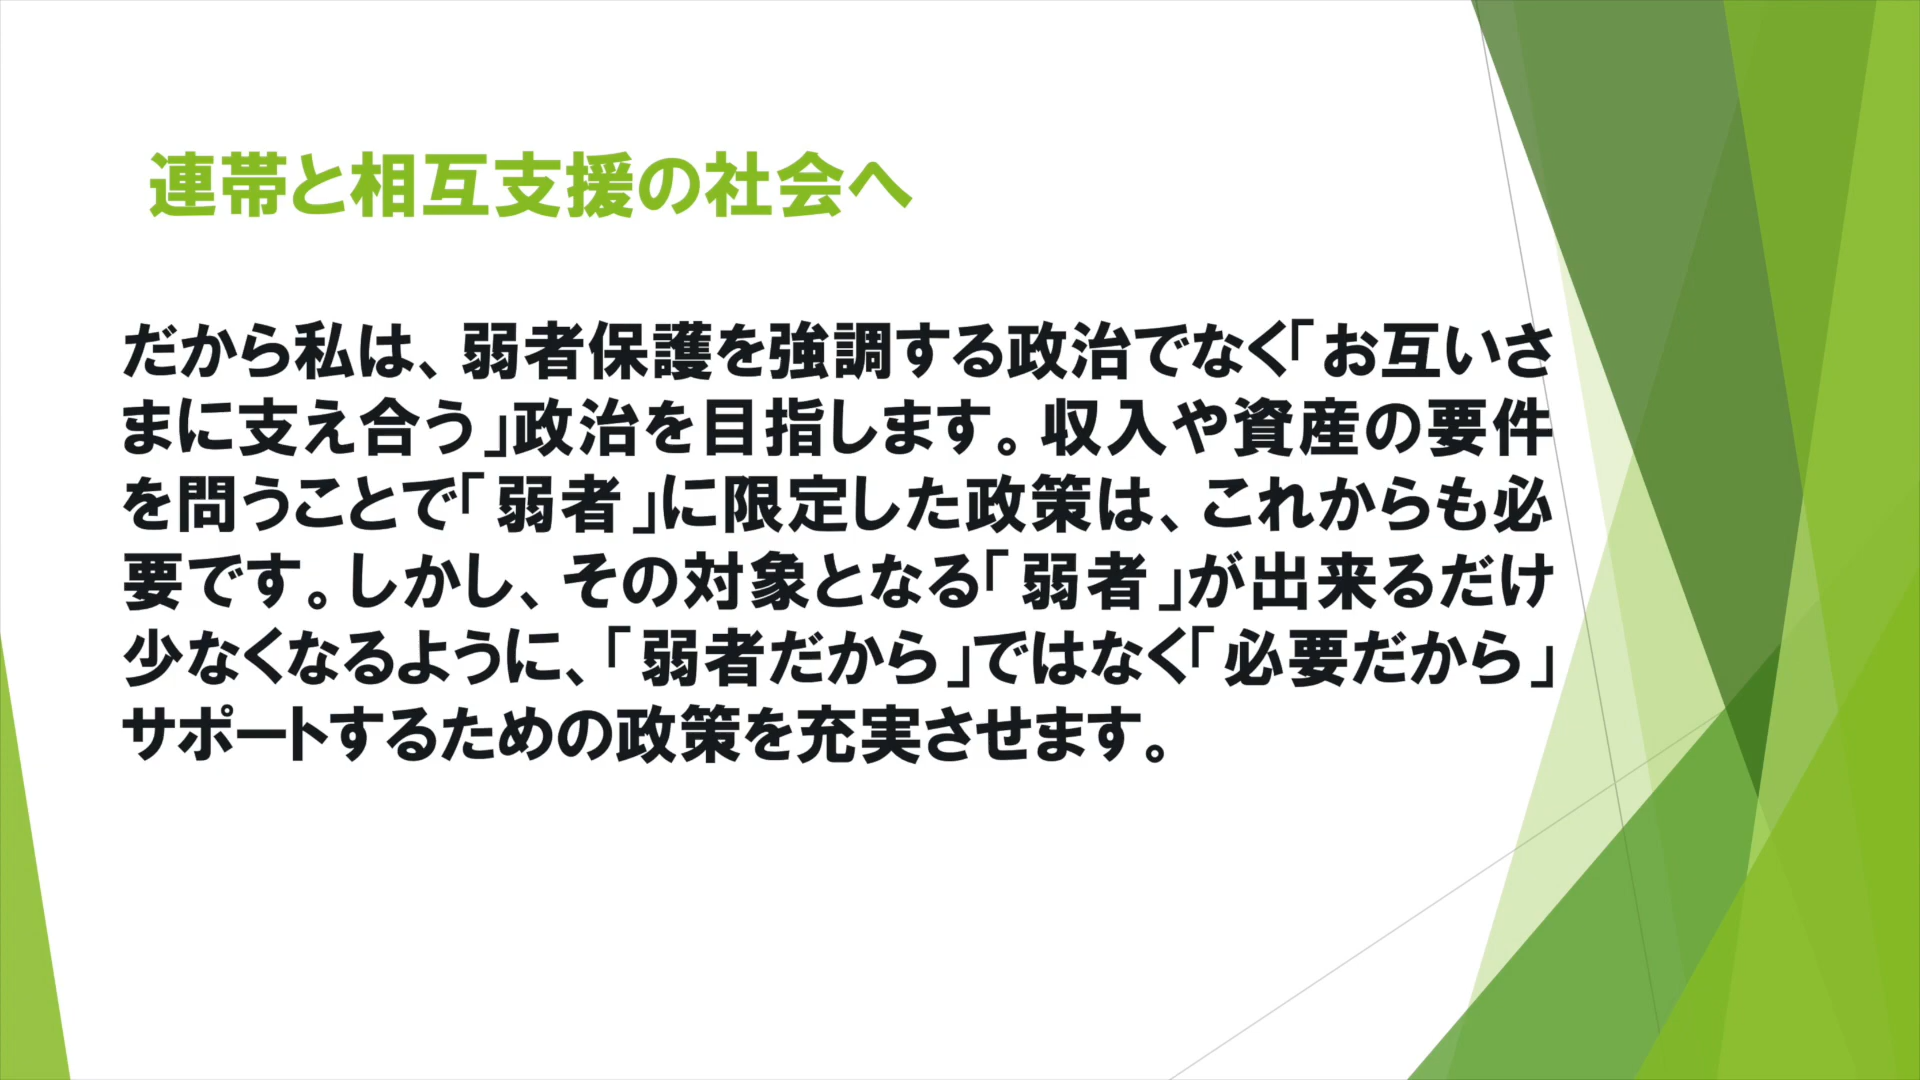 連帯と相互支援の社会へ
だから私は、弱者保護を強調する政治でなく「お互いさ
まに支え合う」政治を目指します。収入や資産の要件
を問うことで「弱者」に限定した政策は、これからも必
要です。しかし、その対象となる「弱者」が出来るだけ
少なくなるように、「弱者だから」ではなく「必要だから」
サポートするための政策を充実させます。